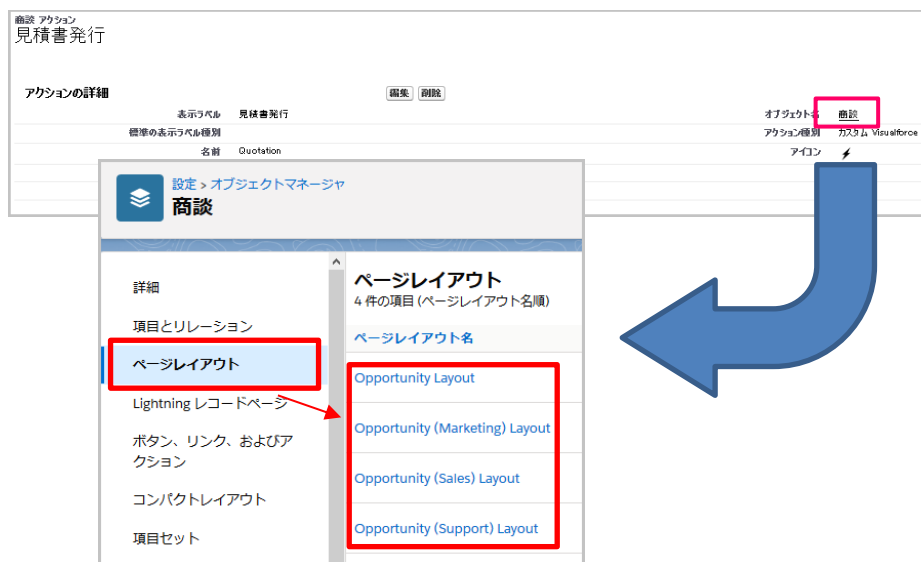 商談 アクション
見積書発行
アクションの詳細
編集 削除
表示ラベル 見積書発行
オブジェクト名 商談
標準の表示ラベル種別
アクション種別 カスタム Visualforce
名前 Quotation
アイコン
設定 > オブジェクトマネージャ
商談
詳細
項目とリレーション
ページレイアウト
Lightning レコードページ
ボタン、リンク、およびア
クション
コンパクトレイアウト
項目セット
ページレイアウト
4 件の項目 (ページレイアウト名順)
ページレイアウト名
Opportunity Layout
Opportunity (Marketing) Layout
Opportunity (Sales) Layout
Opportunity (Support) Layout